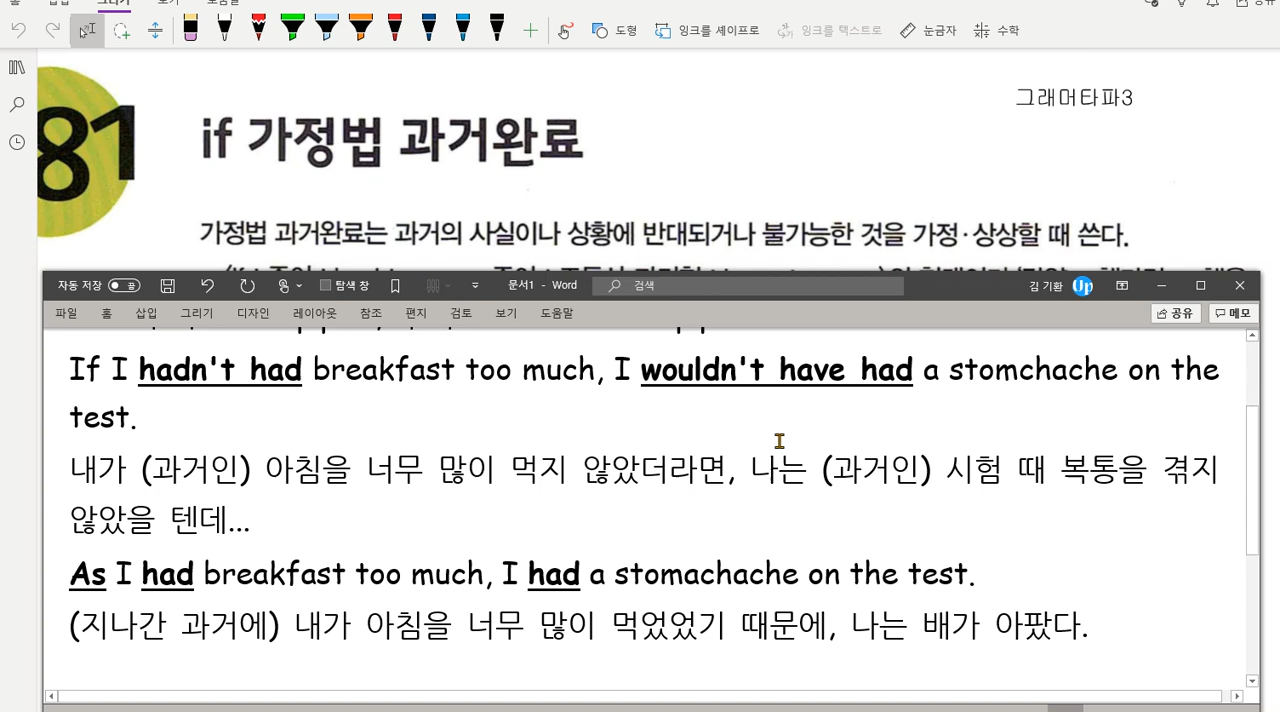 도형
잉크를 셰이프로
잉크를 텍스트로
눈금자
수학
그래머타파3
81
if 가정법 과거완료
가정법 과거완료는 과거의 사실이나 상황에 반대되거나 불가능한 것을 가정·상상할 때 쓴다.
자동 저장
끔
탐색 창
문서1 - Word
검색
김 기환
Up
파일 홈 삽입 그리기 디자인 레이아웃 참조 편지 검토 보기 도움말
공유
메모
If I hadn't had breakfast too much, I wouldn't have had a stomchache on the
test.
내가 (과거인) 아침을 너무 많이 먹지 않았더라면, 나는 (과거인) 시험 때 복통을 겪지
않았을 텐데...
As I had breakfast too much, I had a stomachache on the test.
(지나간 과거에) 내가 아침을 너무 많이 먹었었기 때문에, 나는 배가 아팠다.